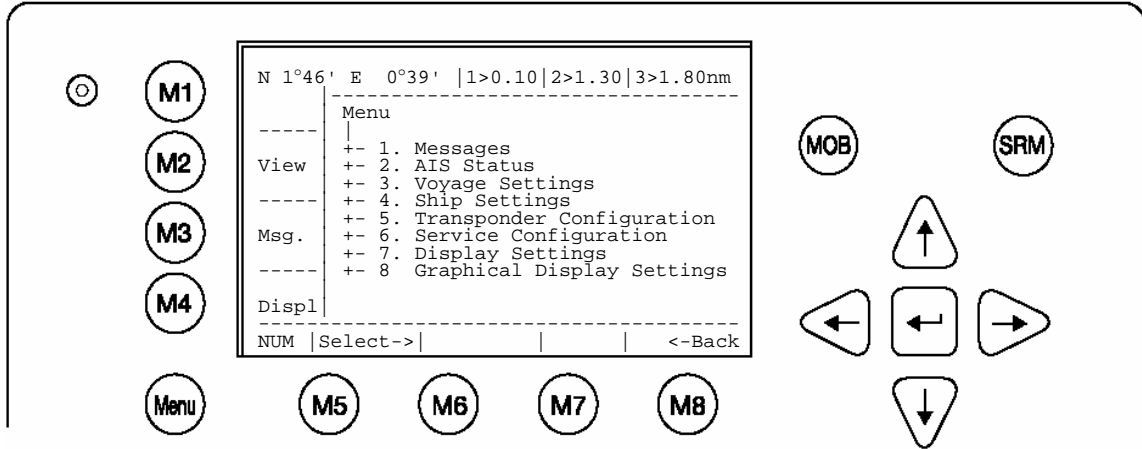 N 1°46' E 0°39' |1>0.10|2>1.30|3>1.80nm
M1
Menu
+- 1. Messages
M2
View
+- 2. AIS Status
+- 3. Voyage Settings
+- 4. Ship Settings
+- 5. Transponder Configuration
M3
Msg.
+- 6. Service Configuration
+- 7. Display Settings
+- 8 Graphical Display Settings
M4
Displ
NUM |Select->| | | <-Back
Menu
M5
M6
M7
M8
MOB
SRM